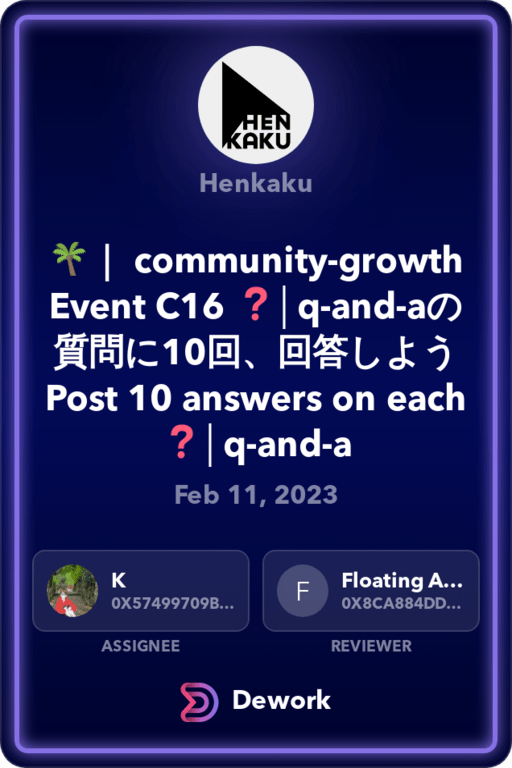 HEN
KAKU
Henkaku
🌴｜ community-growth
Event C16 ❓│q-and-aの
質問に10回、回答しよう
Post 10 answers on each
❓│q-and-a
Feb 11, 2023
K
0X57499709B...
ASSIGNEE
F
Floating A...
0X8CA884DD...
REVIEWER
Dework